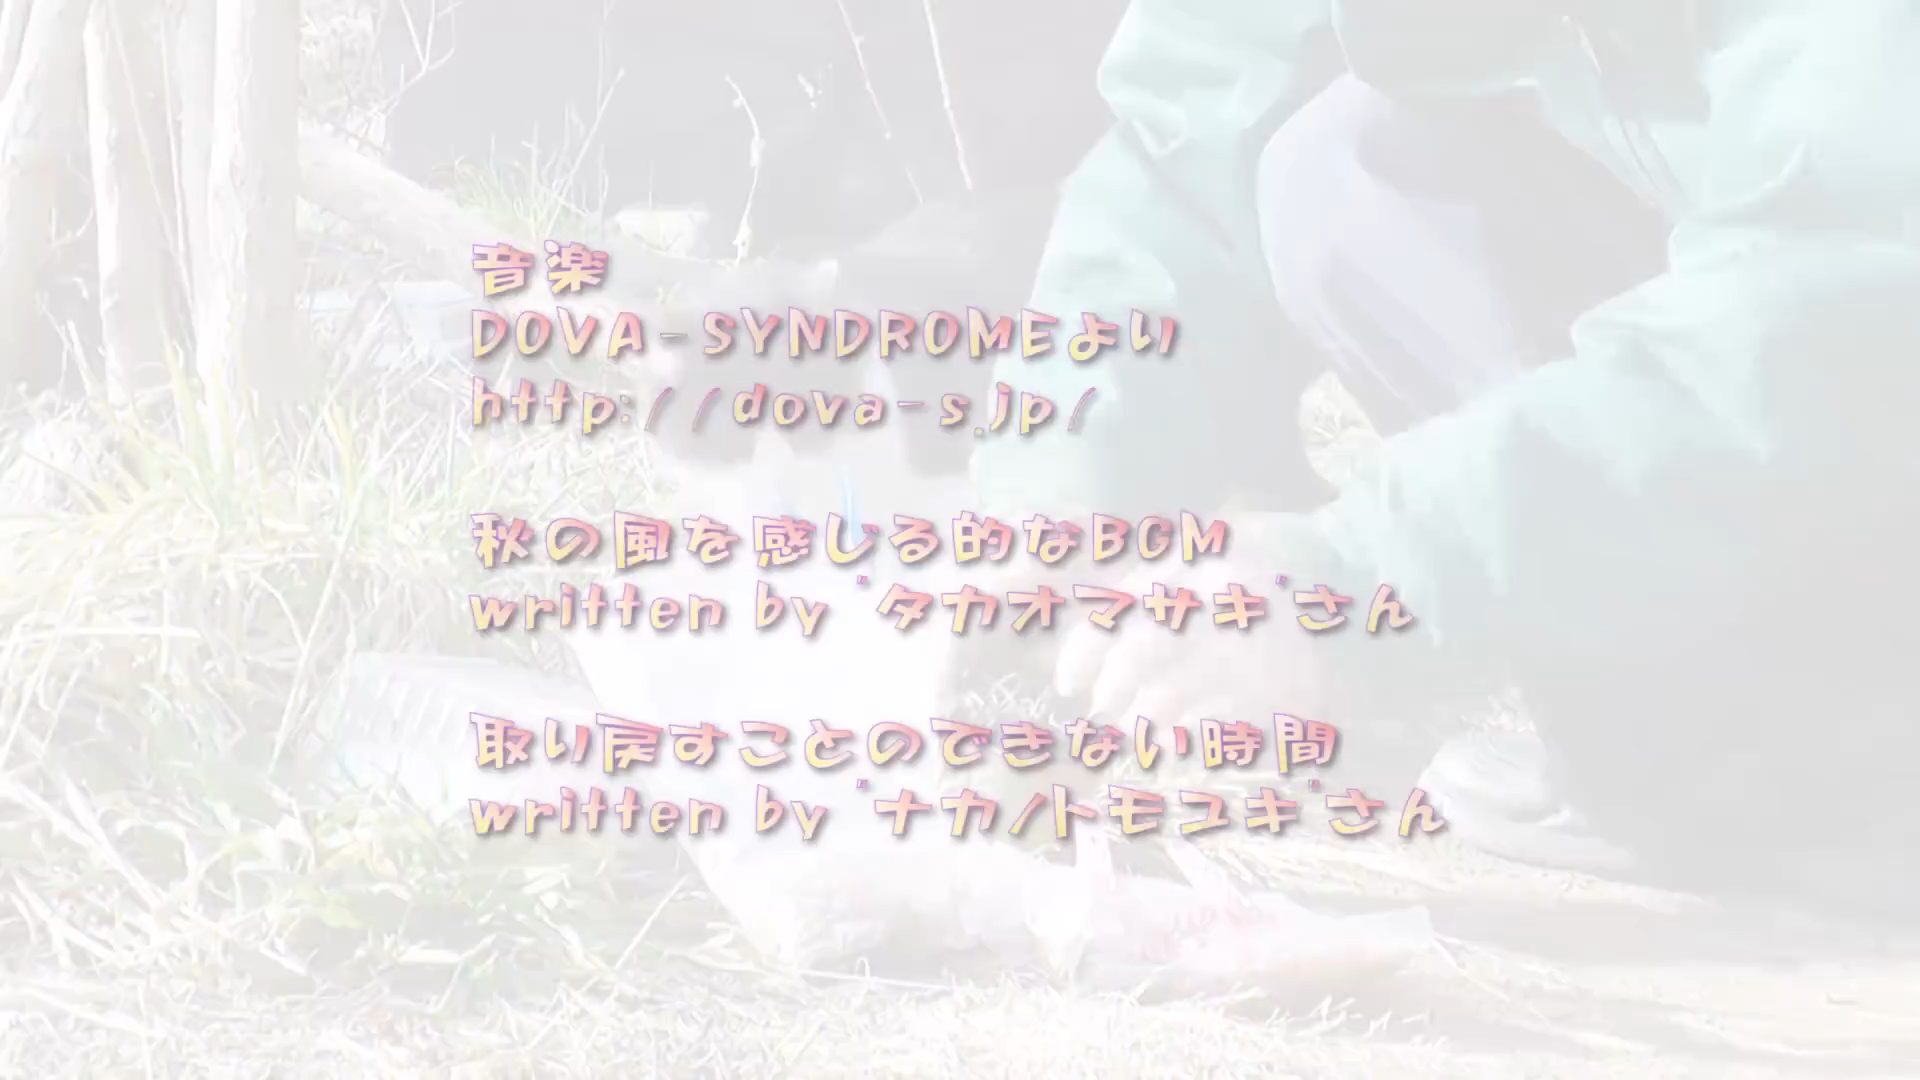 音楽
DOVA-SYNDROMEより
http://dova-s.jp/
秋の風を感じる的なBGM
written by "タカオマサキ"さん
取り戻すことのできない時間
written by "ナカノトモユキ"さん